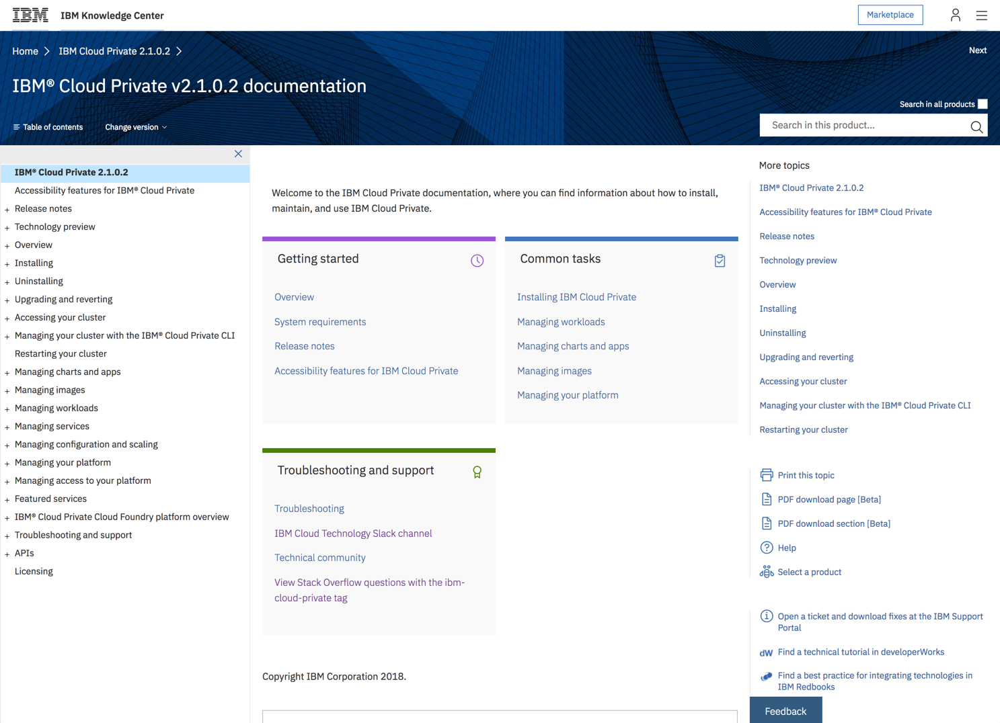 IBM IBM Knowledge Center
Marketplace
Home IBM Cloud Private 2.1.0.2
Next
IBM® Cloud Private v2.1.0.2 documentation
Search in all products
Table of contents Change version
Search in this product...
IBM® Cloud Private 2.1.0.2
Accessibility features for IBM® Cloud Private
+ Release notes
+ Technology preview
+ Overview
+ Installing
+ Uninstalling
+ Upgrading and reverting
+ Accessing your cluster
+ Managing your cluster with the IBM® Cloud Private CLI
Restarting your cluster
+ Managing charts and apps
+ Managing images
+ Managing workloads
+ Managing services
+ Managing configuration and scaling
+ Managing your platform
+ Managing access to your platform
+ Featured services
+ IBM® Cloud Private Cloud Foundry platform overview
+ Troubleshooting and support
+ APIs
Licensing
Welcome to the IBM Cloud Private documentation, where you can find information about how to install,
maintain, and use IBM Cloud Private.
Getting started
Overview
System requirements
Release notes
Accessibility features for IBM Cloud Private
Common tasks
Installing IBM Cloud Private
Managing workloads
Managing charts and apps
Managing images
Managing your platform
Troubleshooting and support
Troubleshooting
IBM Cloud Technology Slack channel
Technical community
View Stack Overflow questions with the ibm-
cloud-private tag
Copyright IBM Corporation 2018.
More topics
IBM® Cloud Private 2.1.0.2
Accessibility features for IBM® Cloud Private
Release notes
Technology preview
Overview
Installing
Uninstalling
Upgrading and reverting
Accessing your cluster
Managing your cluster with the IBM® Cloud Private CLI
Restarting your cluster
Print this topic
PDF download page [Beta]
PDF download section [Beta]
Help
Select a product
Open a ticket and download fixes at the IBM Support
Portal
dW Find a technical tutorial in developerWorks
Find a best practice for integrating technologies in
IBM Redbooks
Feedback